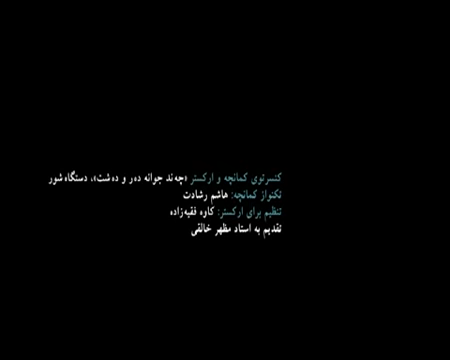 کنسرتوی کمانچه و ارکستر «چه‌ند جوانه ده‌ر و ده‌شت»، دستگاه شور
تکنواز کمانچه: هاشم رشادت
تنظیم برای ارکستر: کاوه فقیه‌زاده
تقدیم به استاد مظهر خالقی